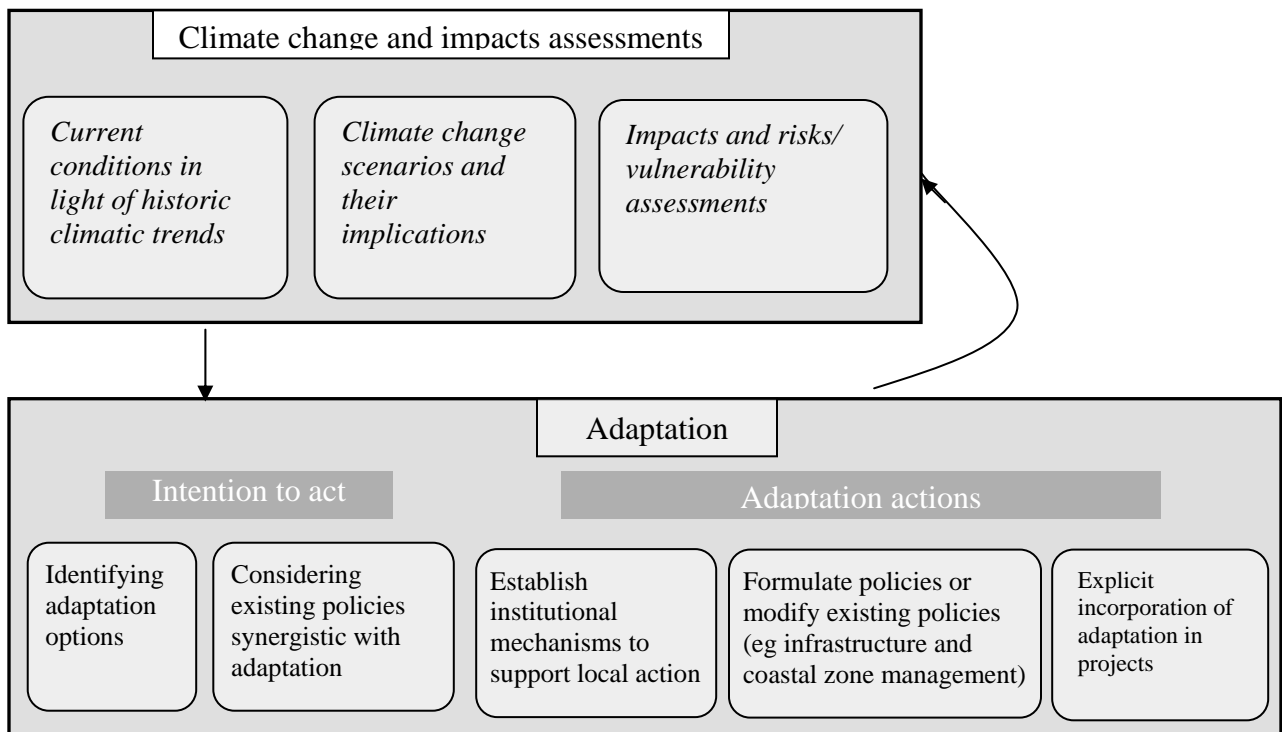 Climate change and impacts assessments
Current
conditions in
light of historic
climatic trends
Climate change
scenarios and
their
implications
Impacts and risks/
vulnerability
assessments
Adaptation
Intention to act
Adaptation actions
Identifying
adaptation
options
Considering
existing policies
synergistic with
adaptation
Establish
institutional
mechanisms to
support local action
Formulate policies or
modify existing policies
(eg infrastructure and
coastal zone management)
Explicit
incorporation of
adaptation in
projects